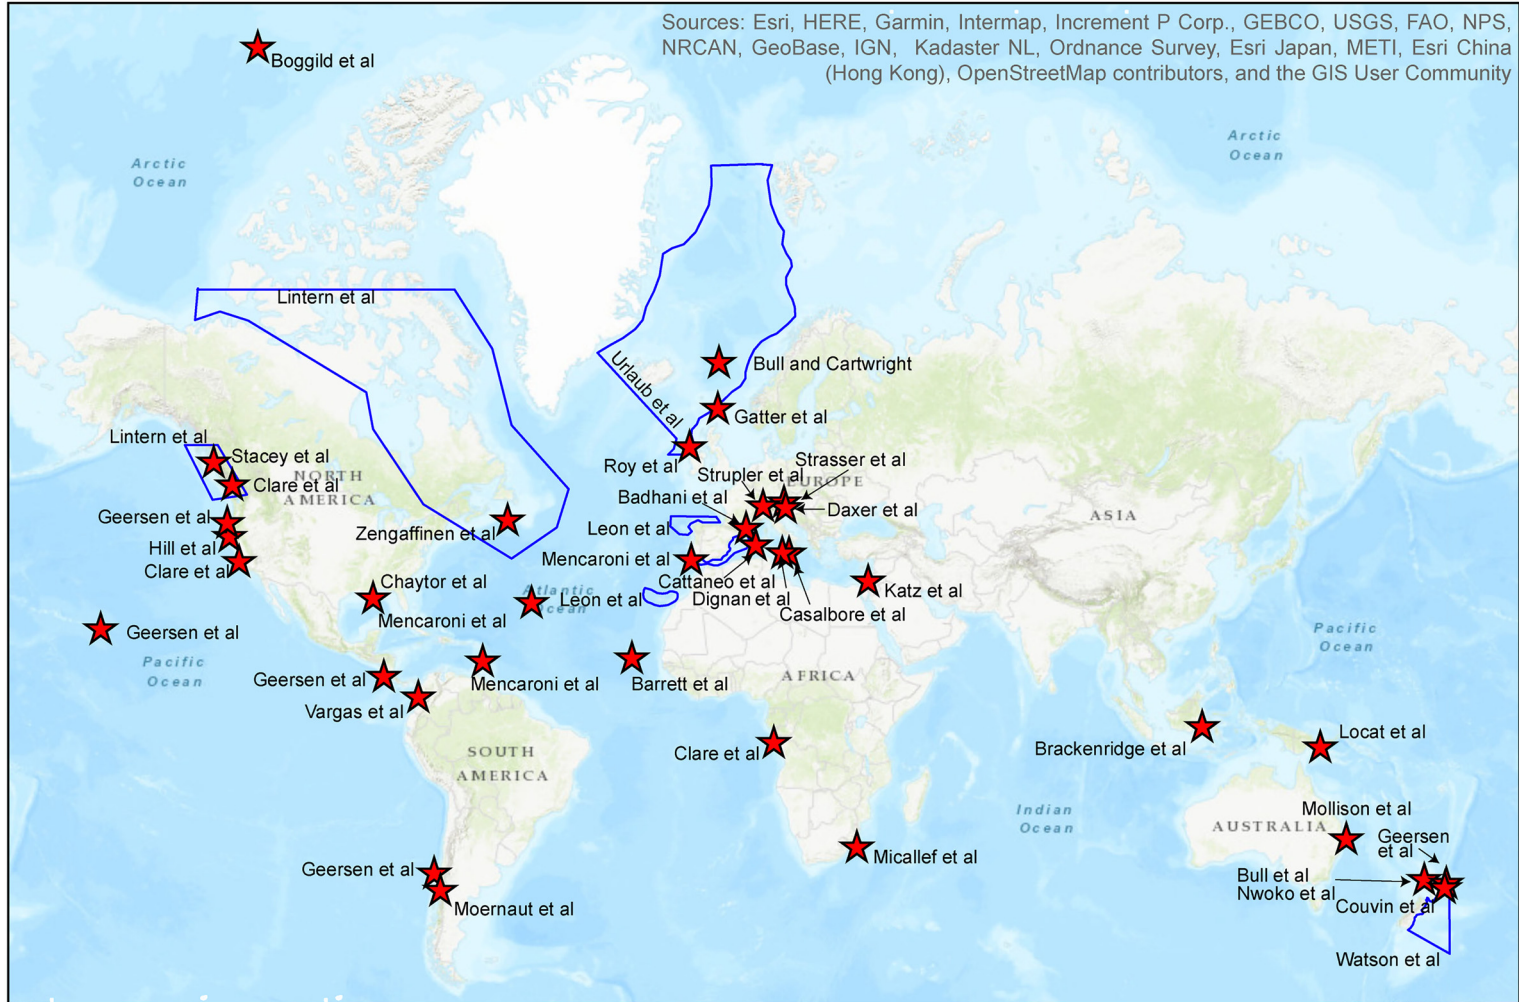 Sources: Esri, HERE, Garmin, Intermap, Increment P Corp., GEBCO, USGS, FAO, NPS,
NRCAN, GeoBase, IGN, Kadaster NL, Ordnance Survey, Esri Japan, METI, Esri China
(Hong Kong), OpenStreetMap contributors, and the GIS User Community
Boggild et al
Arctic
Ocean
Arctic
Ocean
Lintern et al
Urlaub et al
Bull and Cartwright
Gatter et al
Lintern et al
Stacey et al
Clare et al
NORTH
AMERICA
Roy et al
Strupler et al
Strasser et al
EUROPE
Badhani et al
Daxer et al
ASIA
Geersen et al
Hill et al
Clare et al
Zengaffinen et al
Leon et al
Mencaroni et al
Cattaneo et al
Dignan et al
Casalbore et al
Katz et al
Chaytor et al
Mencaroni et al
Atlantic
Ocean
Leon et al
Geersen et al
Pacific
Ocean
Pacific
Ocean
Geersen et al
Mencaroni et al
Barrett et al
AFRICA
Vargas et al
SOUTH
AMERICA
Clare et al
Brackenridge et al
Locat et al
Indian
Ocean
Mollison et al
AUSTRALIA
Geersen
et al
Micallef et al
Geersen et al
Moernaut et al
Bull et al
Nwoko et al
Couvin et al
Watson et al